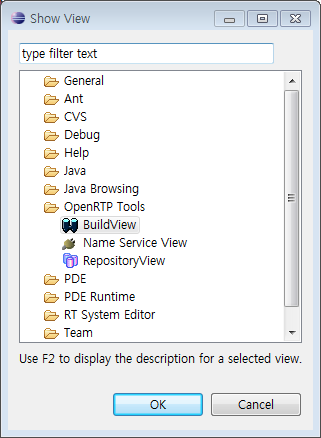 Show View
type filter text
General
Ant
CVS
Debug
Help
Java
Java Browsing
OpenRTP Tools
BuildView
Name Service View
RepositoryView
PDE
PDE Runtime
RT System Editor
Team
Use F2 to display the description for a selected view.
OK
Cancel